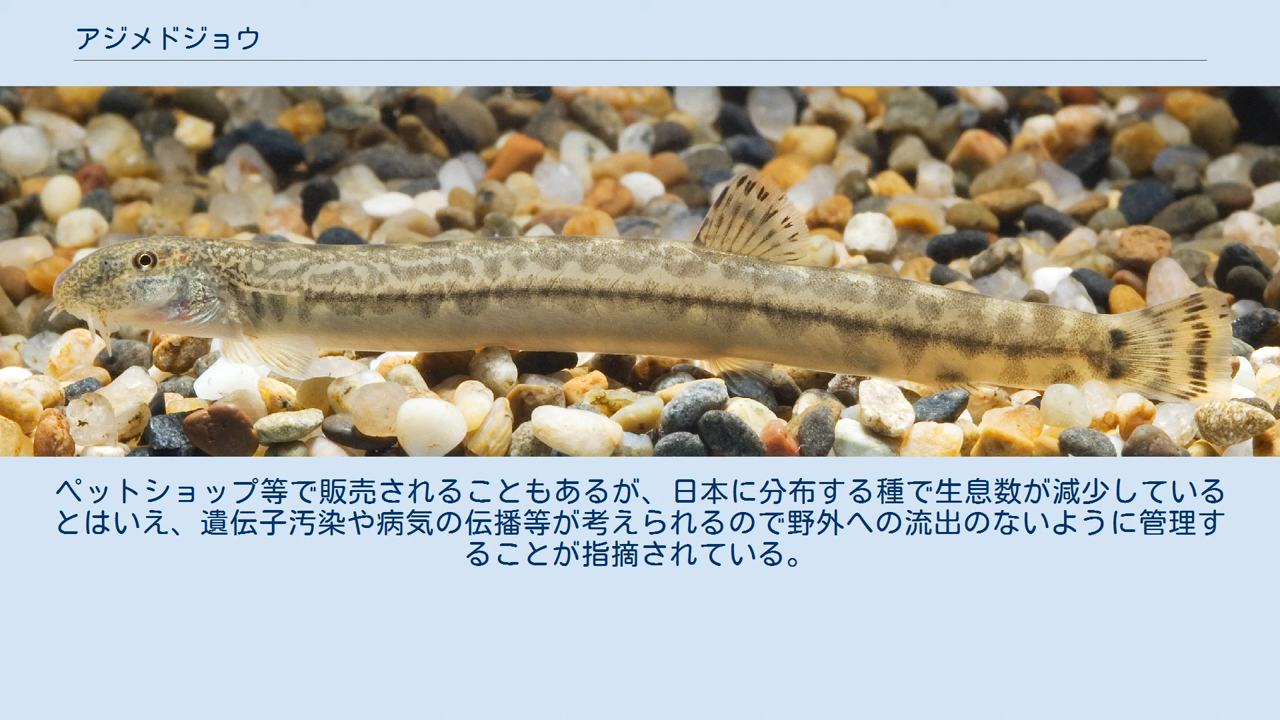 アジメドジョウ
ペットショップ等で販売されることもあるが、日本に分布する種で生息数が減少している
とはいえ、遺伝子汚染や病気の伝播等が考えられるので野外への流出のないように管理す
ることが指摘されている。